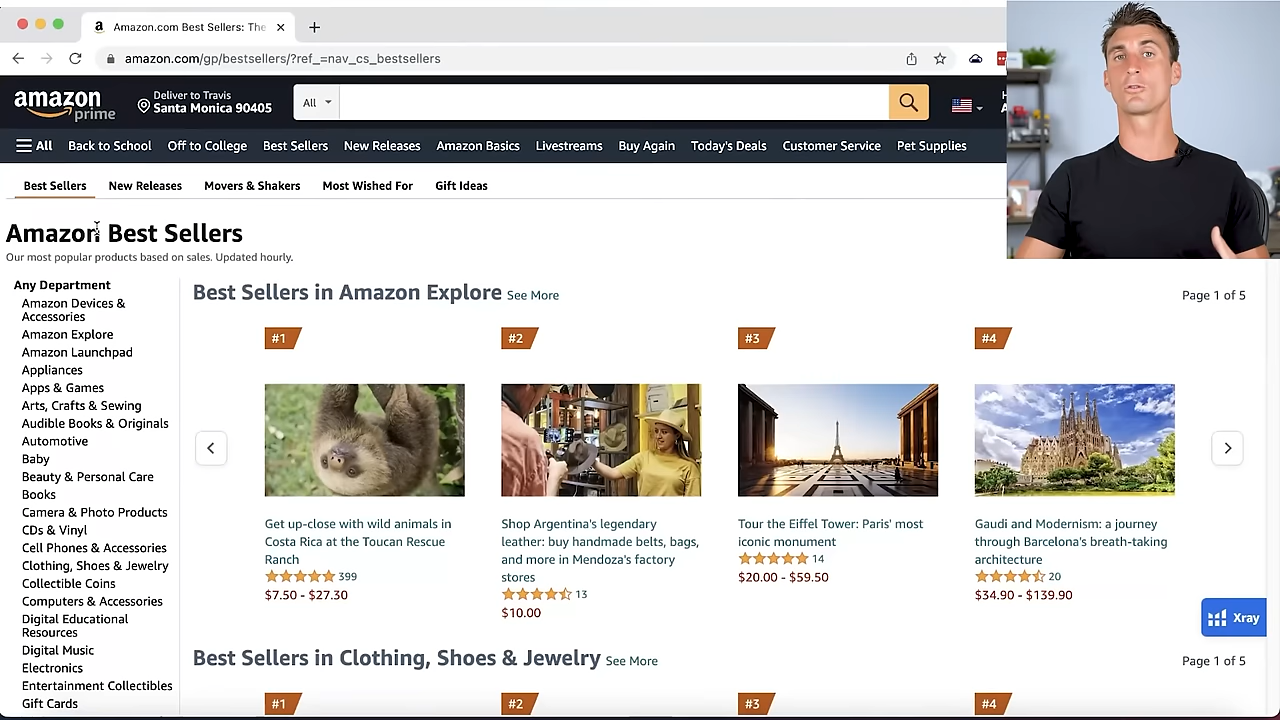 Amazon.com Best Sellers: The
amazon.com/gp/bestsellers/?ref_=nav_cs_bestsellers
amazon prime
Deliver to Travis
Santa Monica 90405
All
All
Back to School
Off to College
Best Sellers
New Releases
Amazon Basics
Livestreams
Buy Again
Today's Deals
Customer Service
Pet Supplies
Best Sellers
New Releases
Movers & Shakers
Most Wished For
Gift Ideas
Amazon Best Sellers
Our most popular products based on sales. Updated hourly.
Any Department
Amazon Devices &
Accessories
Amazon Explore
Amazon Launchpad
Appliances
Apps & Games
Arts, Crafts & Sewing
Audible Books & Originals
Automotive
Baby
Beauty & Personal Care
Books
Camera & Photo Products
CDs & Vinyl
Cell Phones & Accessories
Clothing, Shoes & Jewelry
Collectible Coins
Computers & Accessories
Digital Educational
Resources
Digital Music
Electronics
Entertainment Collectibles
Gift Cards
Best Sellers in Amazon Explore See More
Page 1 of 5
#1
Get up-close with wild animals in
Costa Rica at the Toucan Rescue
Ranch
399
$7.50 - $27.30
#2
Shop Argentina's legendary
leather: buy handmade belts, bags,
and more in Mendoza's factory
stores
13
$10.00
#3
Tour the Eiffel Tower: Paris' most
iconic monument
14
$20.00 - $59.50
#4
Gaudi and Modernism: a journey
through Barcelona's breath-taking
architecture
20
$34.90 - $139.90
Xray
Best Sellers in Clothing, Shoes & Jewelry See More
Page 1 of 5
#1
#2
#3
#4